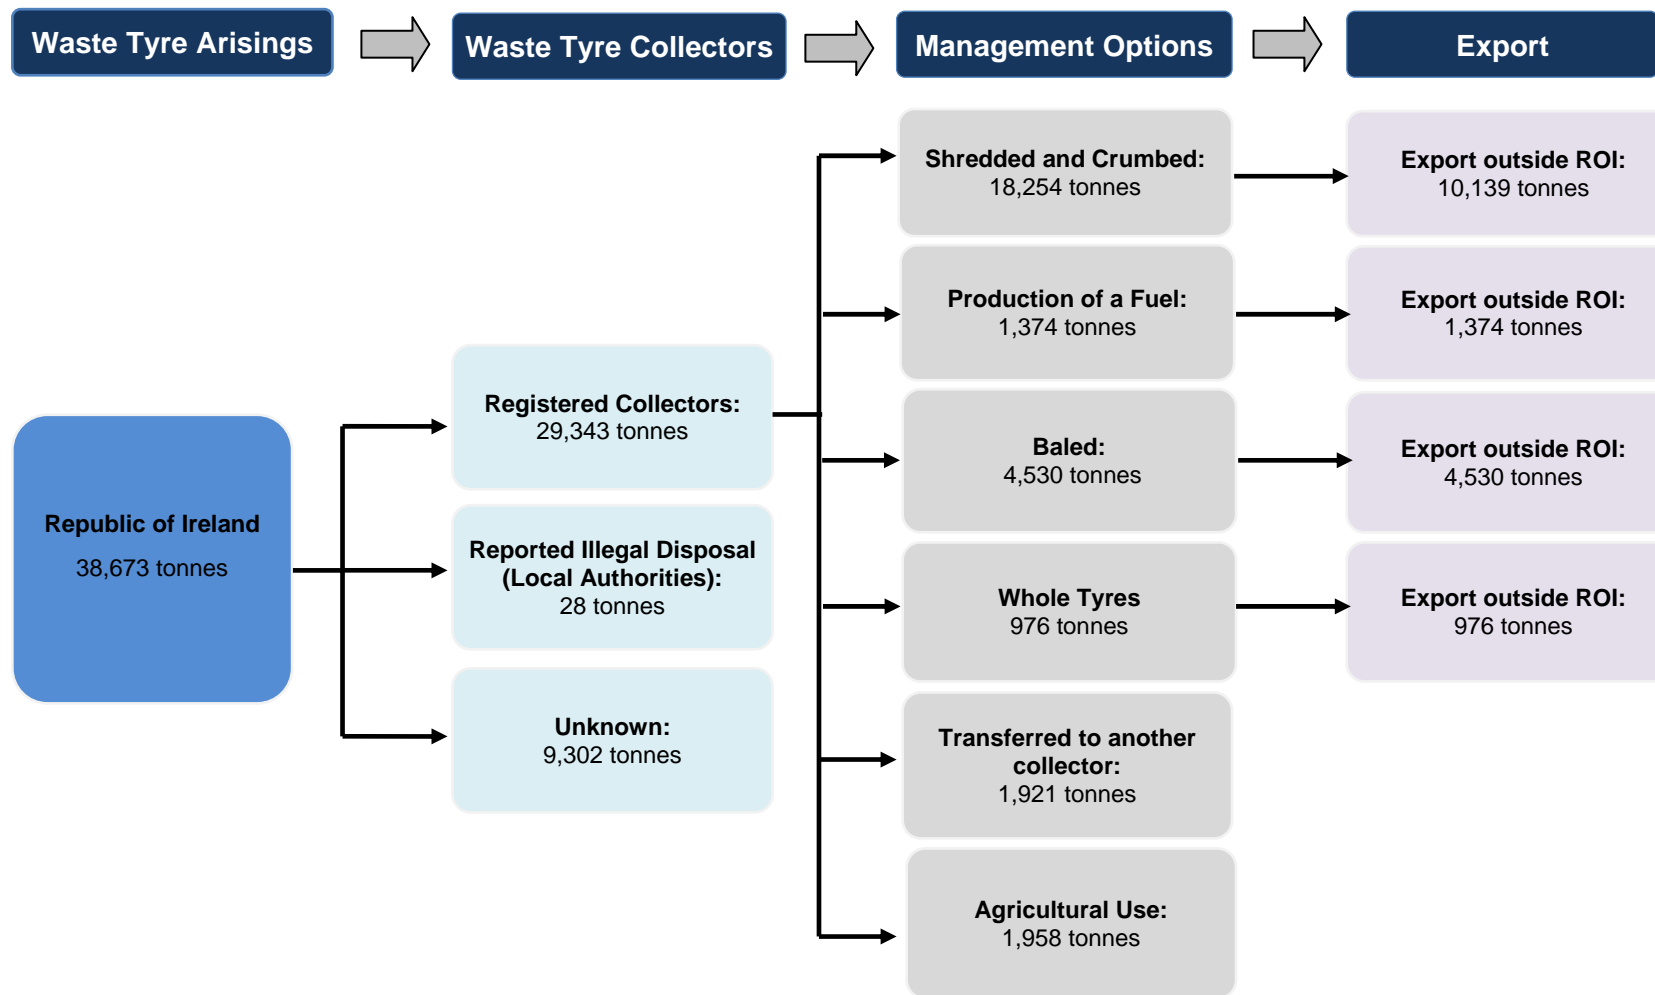 Waste Tyre Arisings
Waste Tyre Collectors
Management Options
Export
Republic of Ireland
38,673 tonnes
Registered Collectors:
29,343 tonnes
Reported Illegal Disposal
(Local Authorities):
28 tonnes
Unknown:
9,302 tonnes
Shredded and Crumbed:
18,254 tonnes
Production of a Fuel:
1,374 tonnes
Baled:
4,530 tonnes
Whole Tyres
976 tonnes
Transferred to another
collector:
1,921 tonnes
Agricultural Use:
1,958 tonnes
Export outside ROI:
10,139 tonnes
Export outside ROI:
1,374 tonnes
Export outside ROI:
4,530 tonnes
Export outside ROI:
976 tonnes